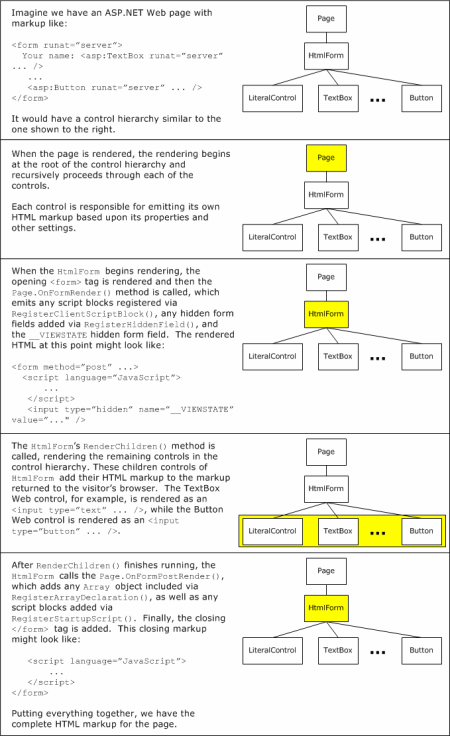 Imagine we have an ASP.NET Web page with
markup like:
<form runat="server">
Your name: <asp:TextBox runat="server"
... />
...
<asp:Button runat="server" ... />
</form>
It would have a control hierarchy similar to the
one shown to the right.
Page
HtmlForm
LiteralControl TextBox ... Button
When the page is rendered, the rendering begins
at the root of the control hierarchy and
recursively proceeds through each of the
controls.
Each control is responsible for emitting its own
HTML markup based upon its properties and
other settings.
Page
HtmlForm
LiteralControl TextBox ... Button
When the HtmlForm begins rendering, the
opening <form> tag is rendered and then the
Page.OnFormRender() method is called, which
emits any script blocks registered via
RegisterClientScriptBlock(), any hidden form
fields added via RegisterHiddenField(), and
the __VIEWSTATE hidden form field. The rendered
HTML at this point might look like:
<form method="post" ...>
<script language="JavaScript">
...
</script>
<input type="hidden" name="__VIEWSTATE"
value="..." />
Page
HtmlForm
LiteralControl TextBox ... Button
The HtmlForm's RenderChildren() method is
called, rendering the remaining controls in the
control hierarchy. These children controls of
HtmlForm add their HTML markup to the markup
returned to the visitor's browser. The TextBox
Web control, for example, is rendered as an
<input type="text" ... />, while the Button
Web control is rendered as an <input
type="button" ... />.
Page
HtmlForm
LiteralControl TextBox ... Button
After RenderChildren() finishes running, the
HtmlForm calls the Page.OnFormPostRender(),
which adds any Array object included via
RegisterArrayDeclaration(), as well as any
script blocks added via
RegisterStartupScript(). Finally, the closing
</form> tag is added. This closing markup
might look like:
<script language="JavaScript">
...
</script>
</form>
Putting everything together, we have the
complete HTML markup for the page.
Page
HtmlForm
LiteralControl TextBox ... Button